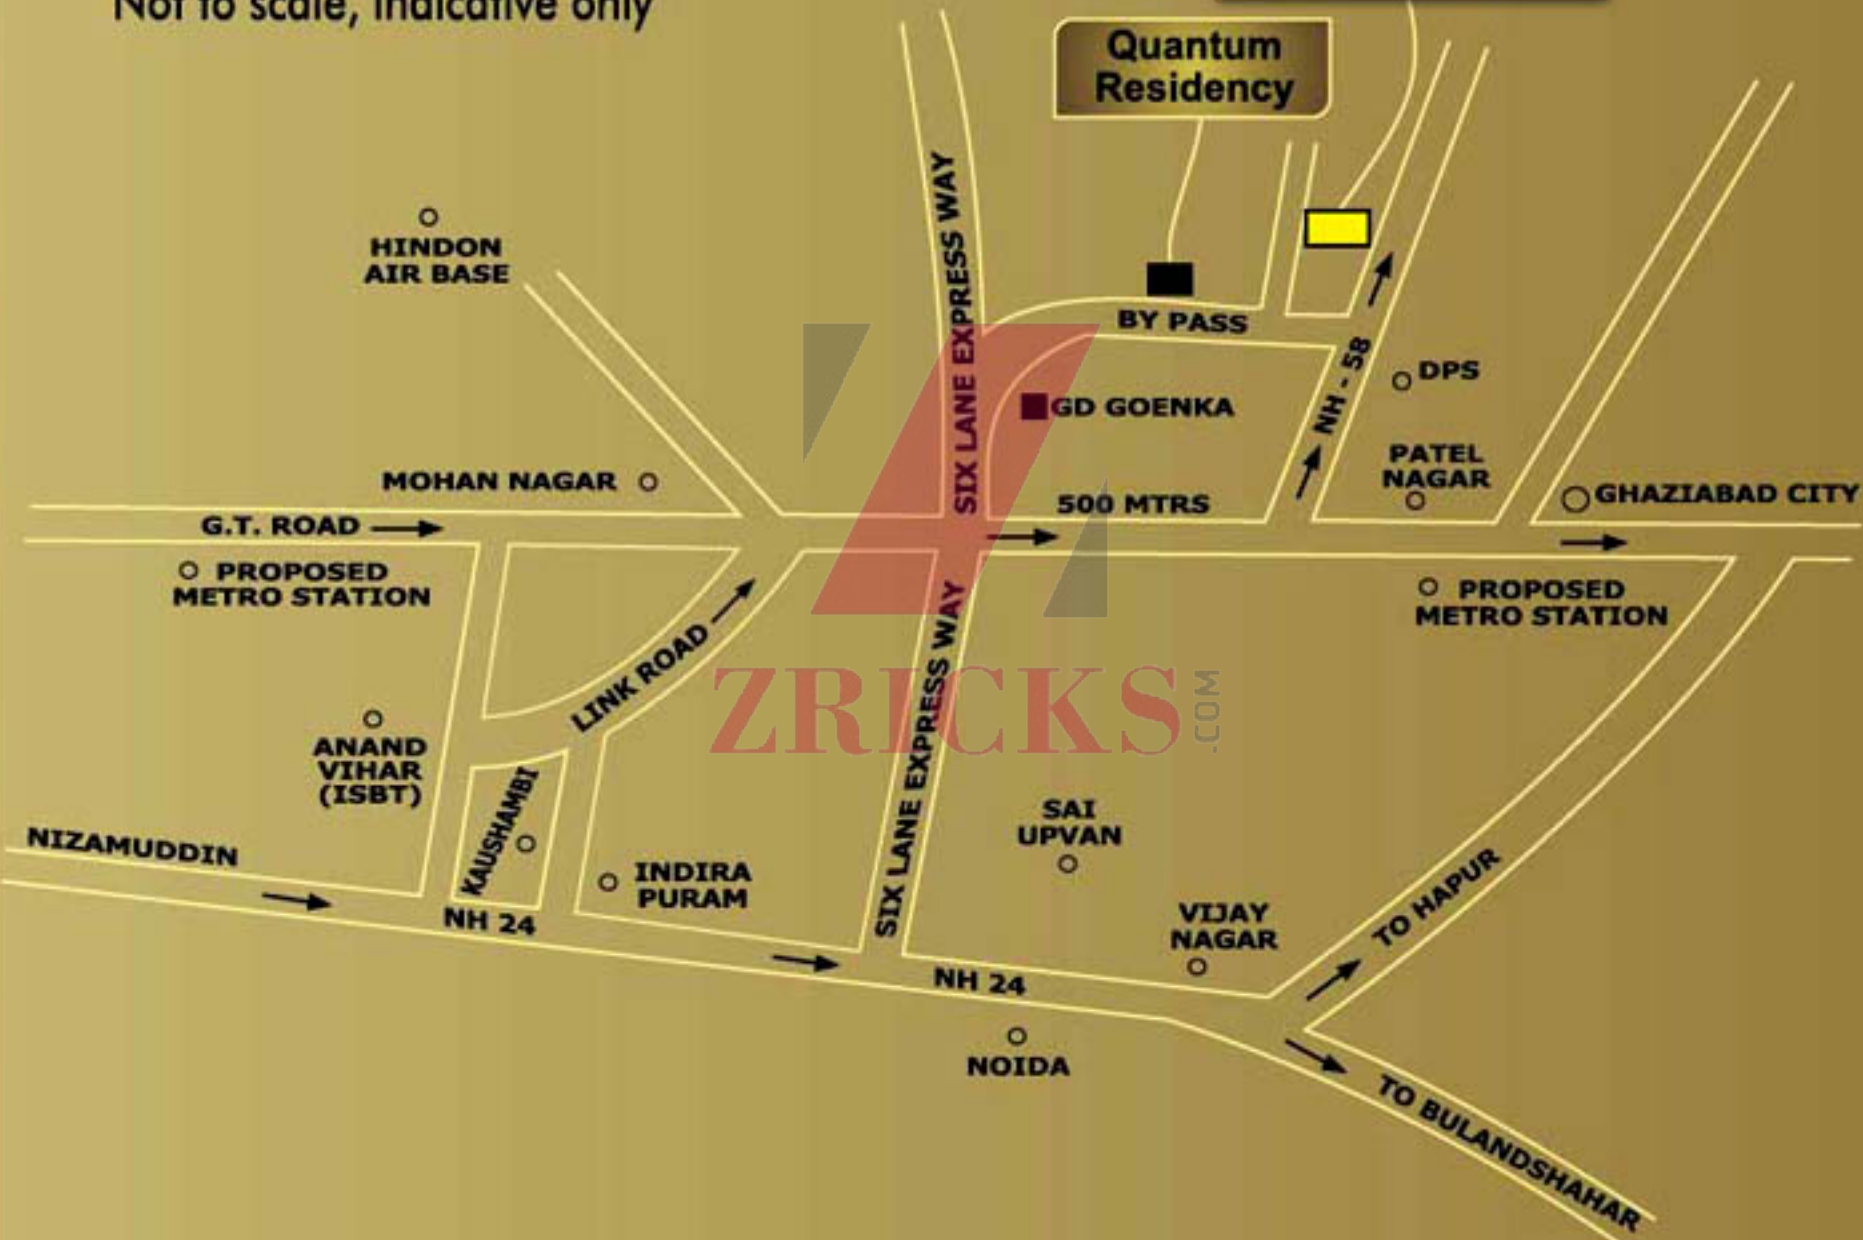 Not to scale, indicative only
Quantum
Residency
SIX LANE EXPRESS WAY
HINDON
AIR BASE
BY PASS
NH - 58
DPS
GD GOENKA
PATEL
NAGAR
MOHAN NAGAR
500 MTRS
GHAZIABAD CITY
G.T. ROAD
PROPOSED
METRO STATION
PROPOSED
METRO STATION
LINK ROAD
SIX LANE EXPRESS WAY
ZRICKS
.COM
ANAND
VIHAR
(ISBT)
KAUSHAMBI
SAI
UPVAN
NIZAMUDDIN
INDIRA
PURAM
NH 24
VIJAY
NAGAR
TO HAPUR
NH 24
NOIDA
TO BULANDSHAHAR